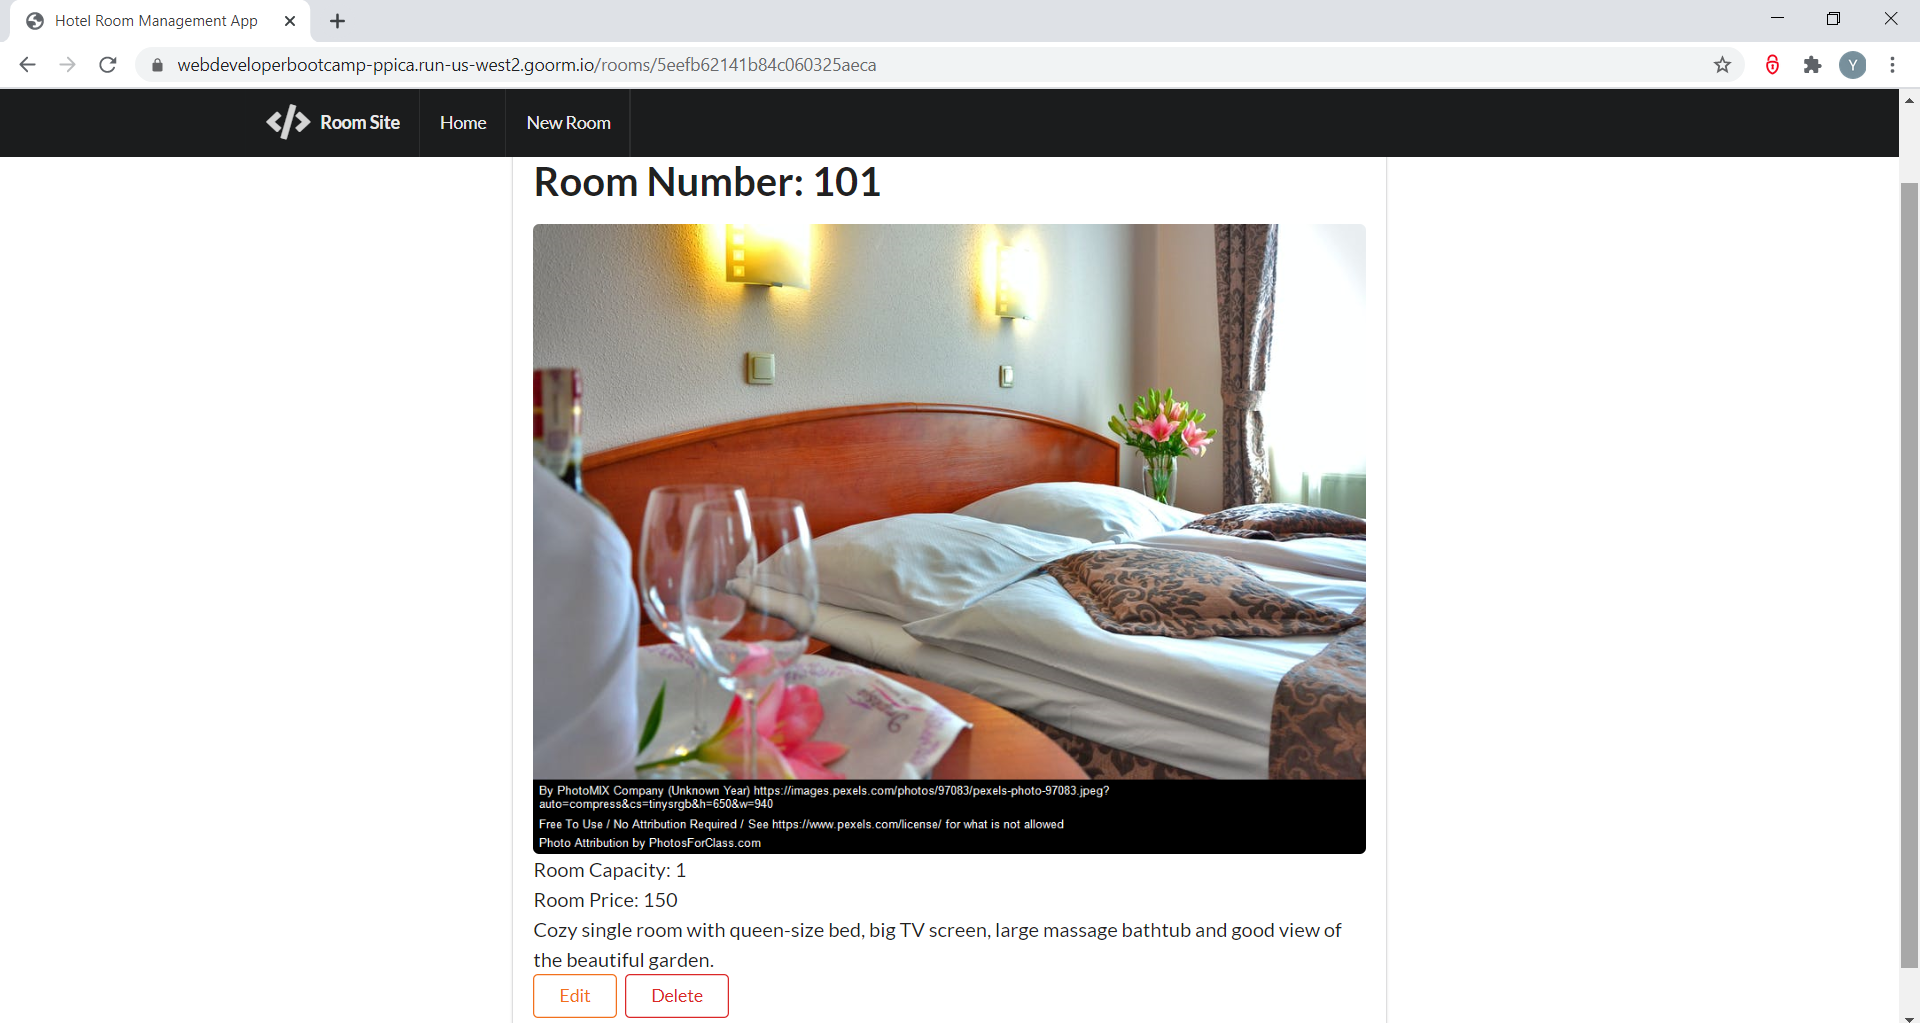 Hotel Room Management App
webdeveloperbootcamp-ppica.run-us-west2.goorm.io/rooms/5eefb62141b84c060325aeca
Y
</> Room Site
Home
New Room
Room Number: 101
By PhotoMIX Company (Unknown Year) https://images.pexels.com/photos/97083/pexels-photo-97083.jpeg?
auto=compress&cs=tinysrgb&h=650&w=940
Free To Use / No Attribution Required / See https://www.pexels.com/license/ for what is not allowed
Photo Attribution by PhotosForClass.com
Room Capacity: 1
Room Price: 150
Cozy single room with queen-size bed, big TV screen, large massage bathtub and good view of
the beautiful garden.
Edit
Delete